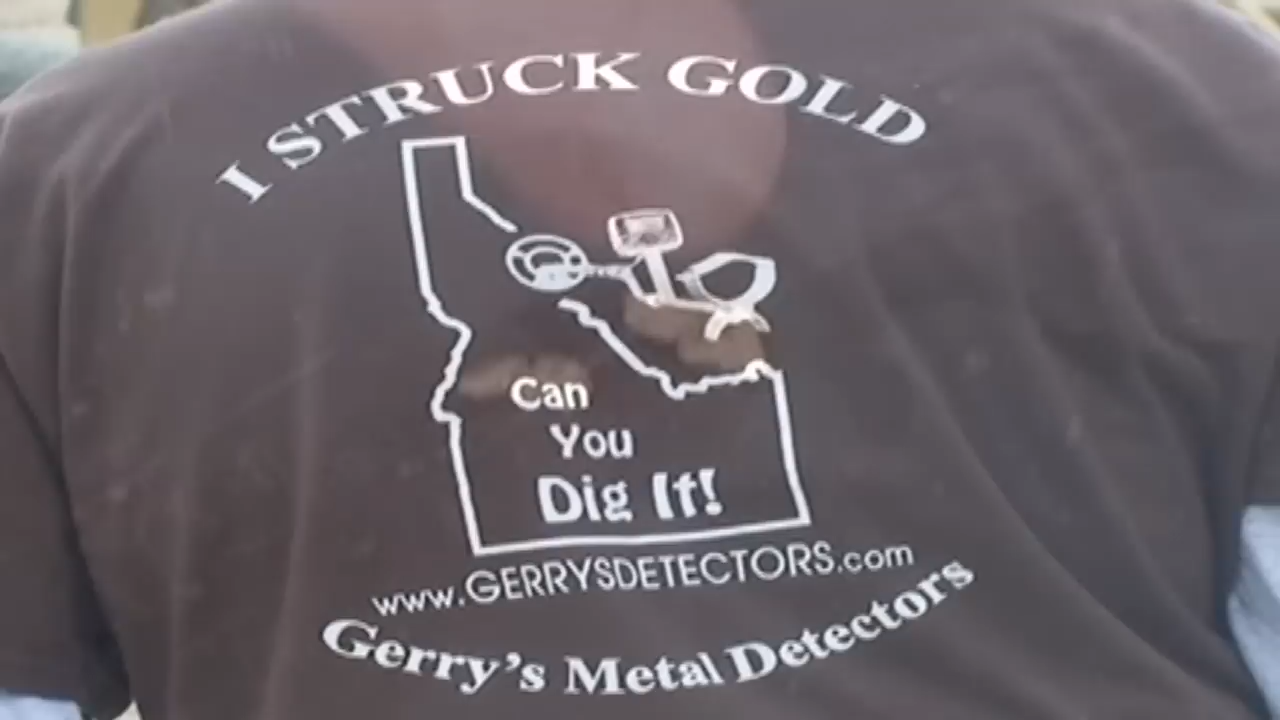 I STRUCK GOLD
Can
You
Dig It!
www.GERRYSDETECTORS.com
Gerry's Metal Detectors